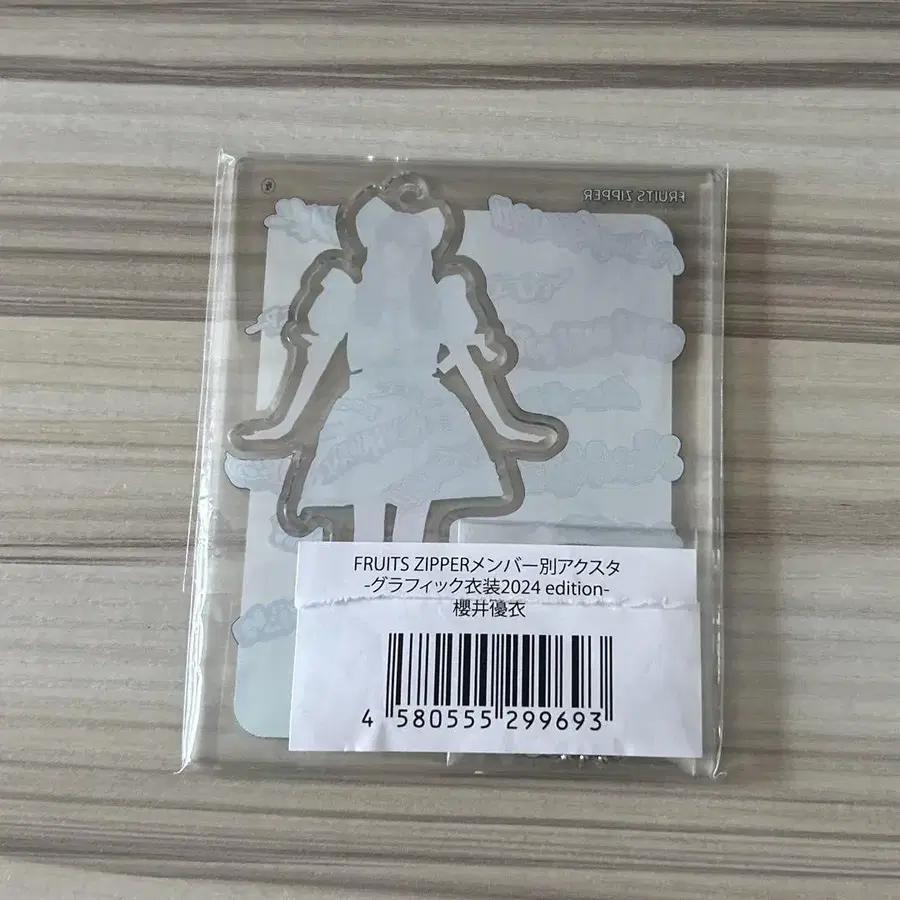 FRUITS ZIPPER
FRUITS ZIPPERメンバー別アクスタ
-グラフィック衣装2024 edition-
櫻井優衣
4 580555 299693